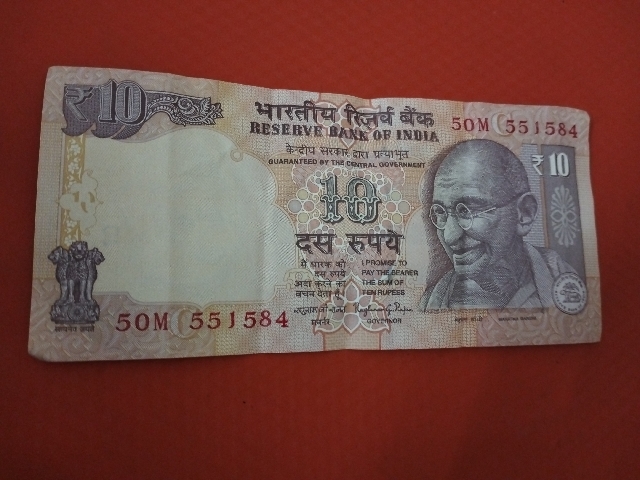 ₹10
भारतीय रिज़र्व बैंक
RESERVE BANK OF INDIA
50M 551584
केन्द्रीय सरकार द्वारा प्रत्याभूत
GUARANTEED BY THE CENTRAL GOVERNMENT
₹10
10
दस रुपये
मैं धारक को
दस रुपये
अदा करने का
वचन देता हूँ।
I PROMISE TO
PAY THE BEARER
THE SUM OF
TEN RUPEES
50M 551584
गवर्नर
GOVERNOR
सत्यमेव जयते